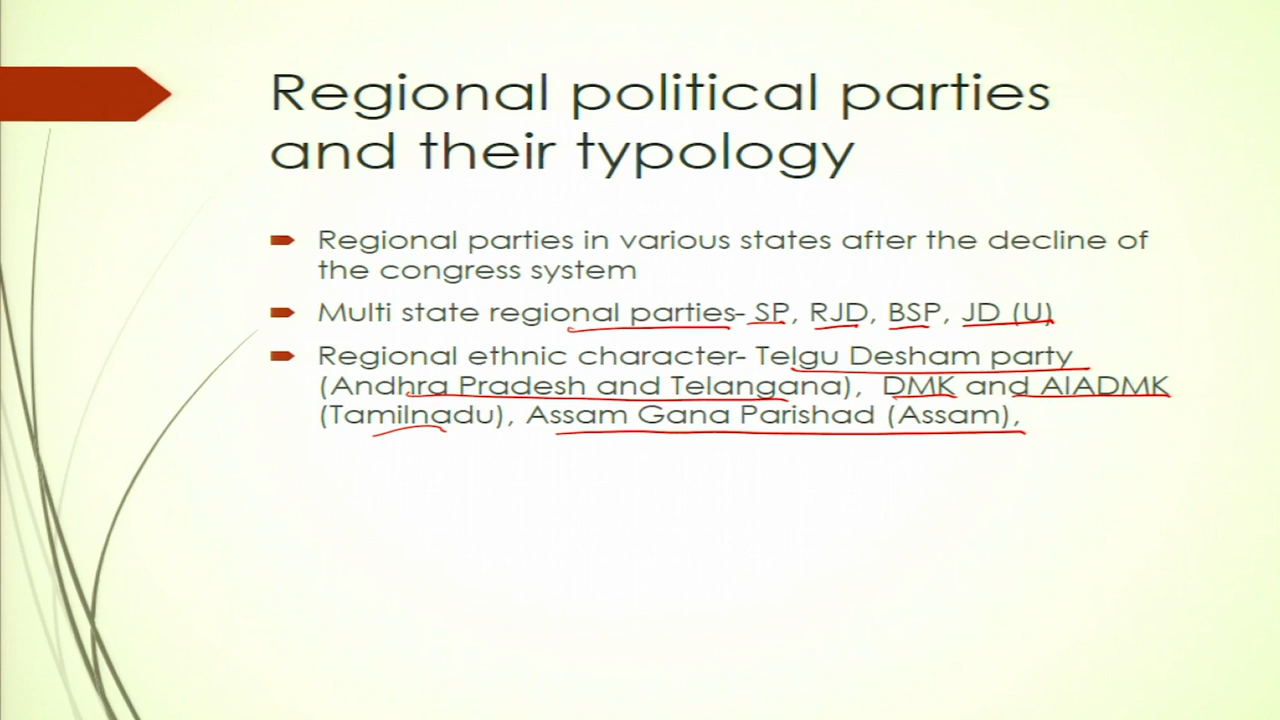 Regional political parties
and their typology
Regional parties in various states after the decline of
the congress system
Multi state regional parties- SP, RJD, BSP, JD (U)
Regional ethnic character- Telgu Desham party
(Andhra Pradesh and Telangana), DMK and AIADMK
(Tamilnadu), Assam Gana Parishad (Assam),